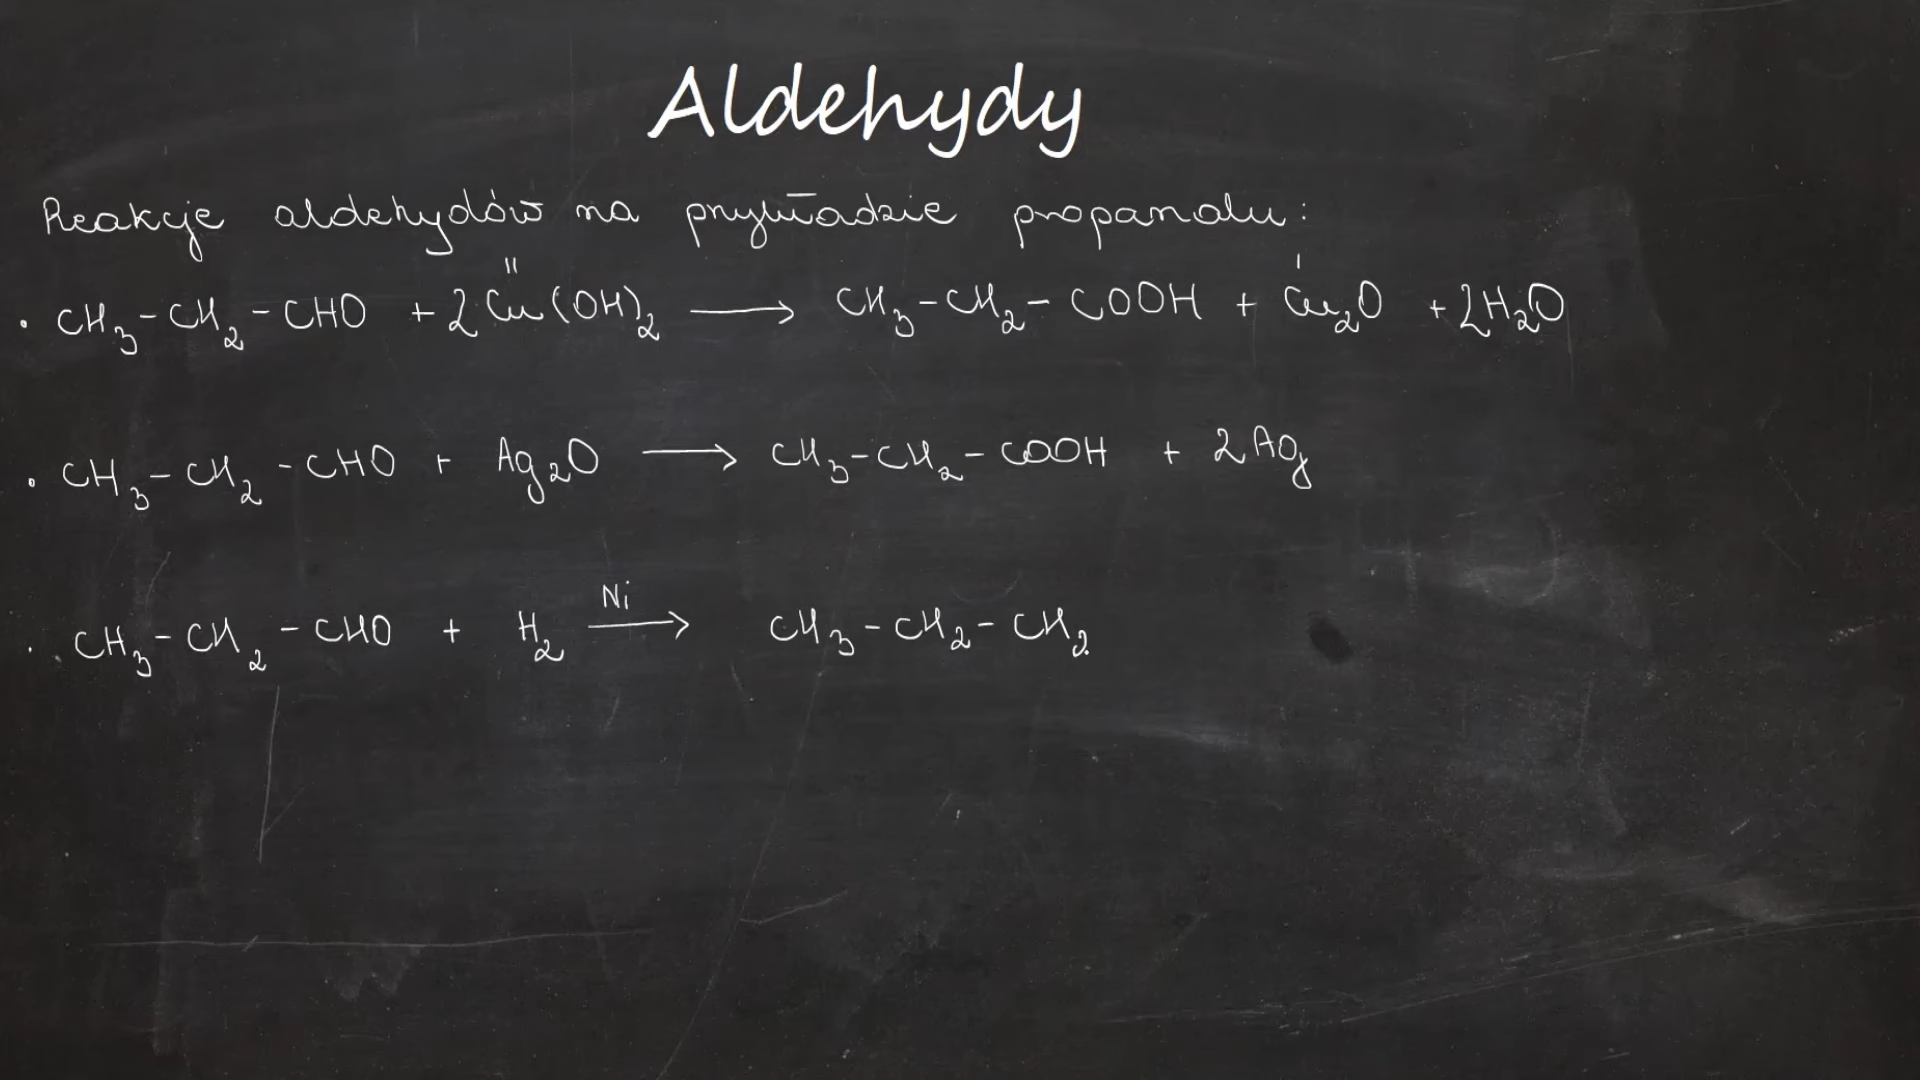 Aldehydy
Reakcje aldehydów na przykładzie propanalu:
• CH₃-CH₂-CHO + 2Cu(OH)₂ ⟶ CH₃-CH₂-COOH + Cu₂O + 2H₂O
II I
• CH₃-CH₂-CHO + Ag₂O ⟶ CH₃-CH₂-COOH + 2Ag
Ni
• CH₃-CH₂-CHO + H₂ ⟶ CH₃-CH₂-CH₂